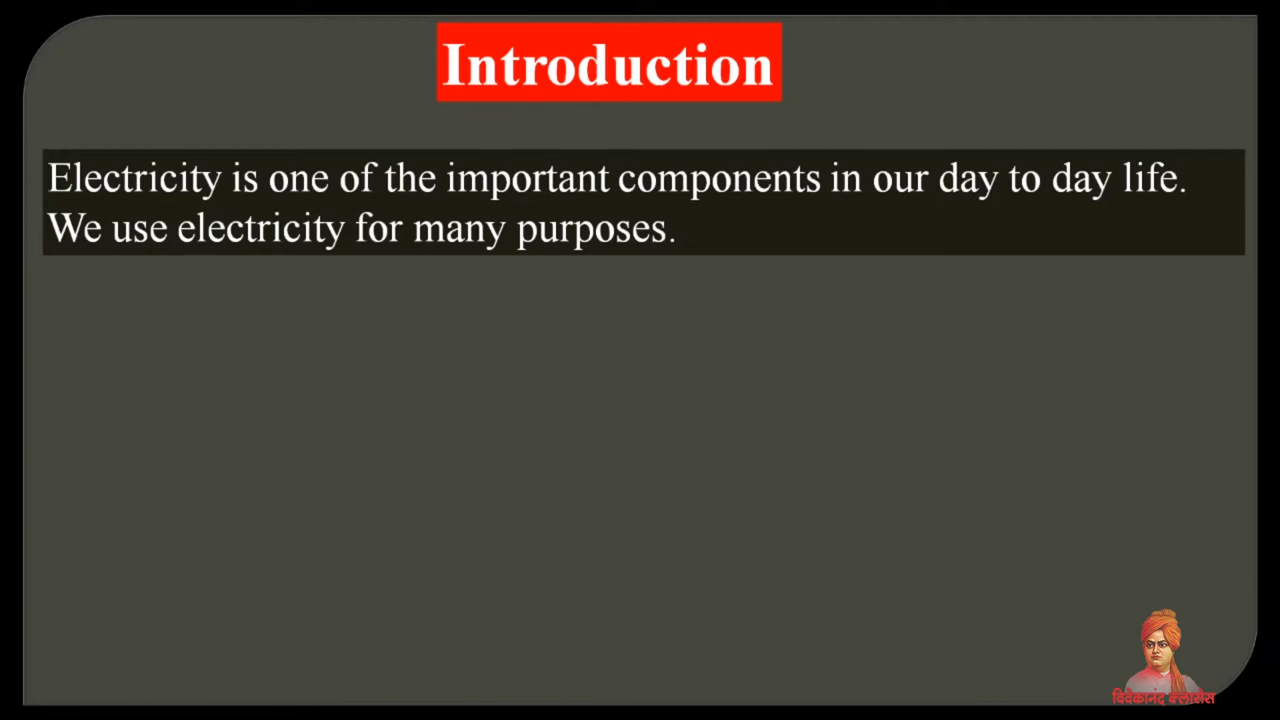 Introduction
Electricity is one of the important components in our day to day life.
We use electricity for many purposes.
विवेकानंद क्लासेस